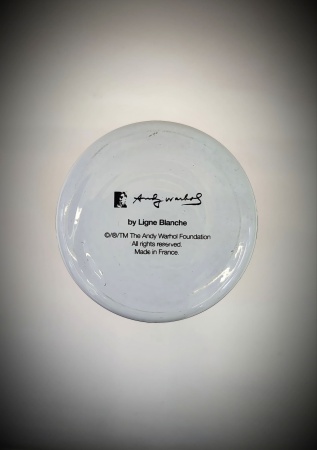 Andy Warhol
by Ligne Blanche
©/®/TM The Andy Warhol Foundation
All rights reserved.
Made in France.